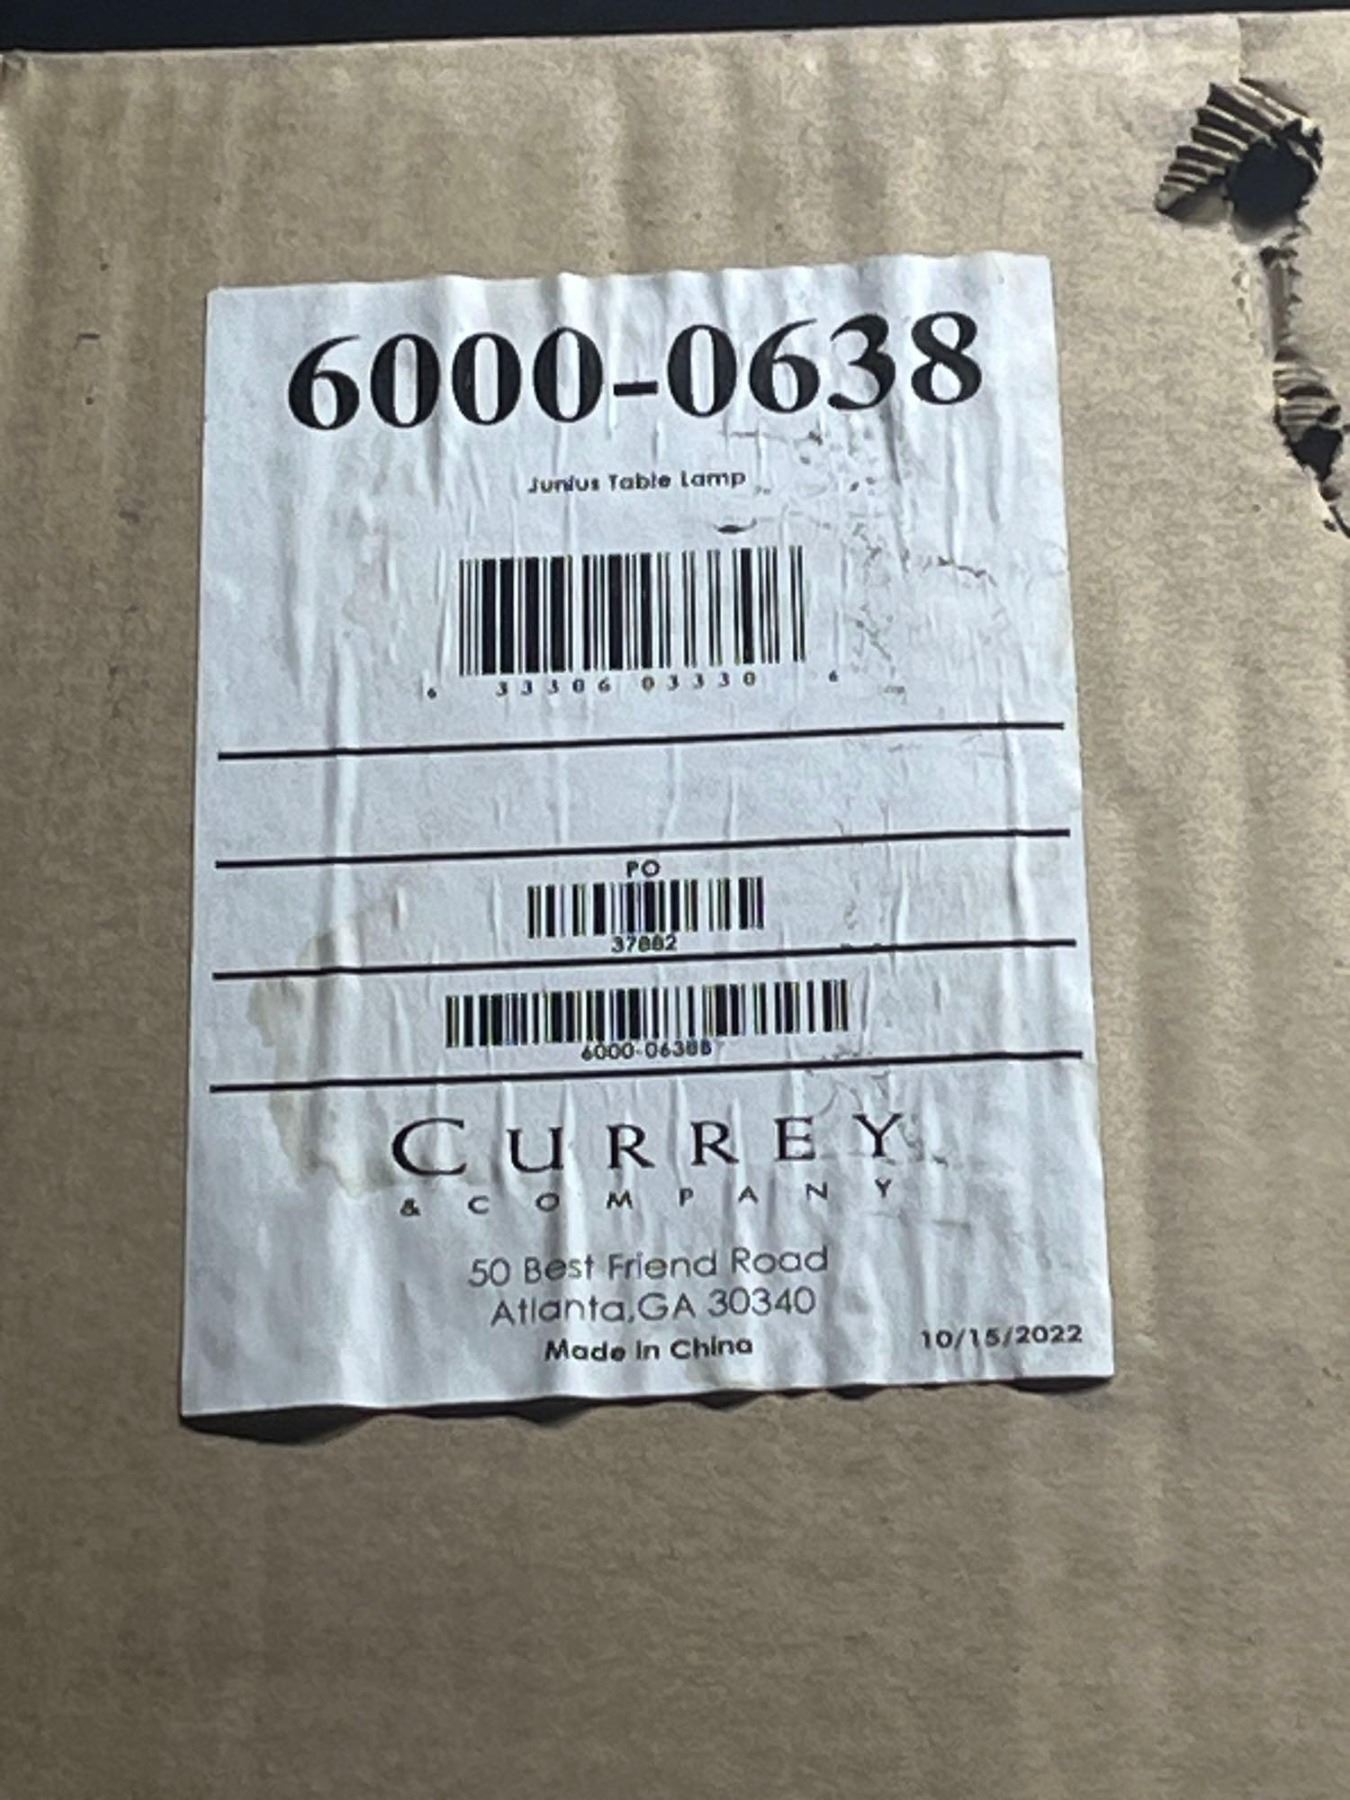 6000-0638
Junius Table Lamp
6 33306 03330 6
PO
37882
6000-0638B
CURREY
& COMPANY
50 Best Friend Road
Atlanta,GA 30340
Made in China
10/15/2022